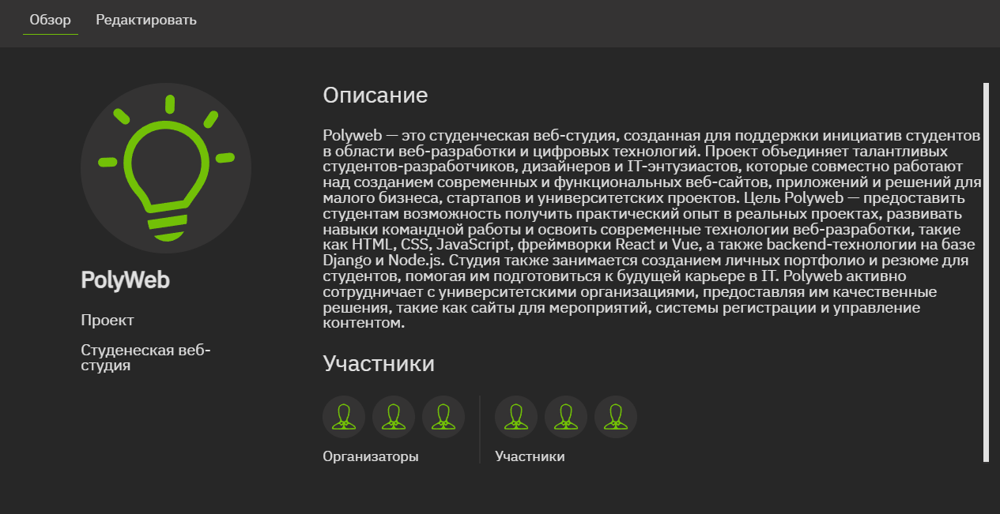 Обзор Редактировать
PolyWeb
Проект
Студенеская веб-
студия
Описание
Polyweb — это студенческая веб-студия, созданная для поддержки инициатив студентов
в области веб-разработки и цифровых технологий. Проект объединяет талантливых
студентов-разработчиков, дизайнеров и IT-энтузиастов, которые совместно работают
над созданием современных и функциональных веб-сайтов, приложений и решений для
малого бизнеса, стартапов и университетских проектов. Цель Polyweb — предоставить
студентам возможность получить практический опыт в реальных проектах, развивать
навыки командной работы и освоить современные технологии веб-разработки, такие
как HTML, CSS, JavaScript, фреймворки React и Vue, а также backend-технологии на базе
Django и Node.js. Студия также занимается созданием личных портфолио и резюме для
студентов, помогая им подготовиться к будущей карьере в IT. Polyweb активно
сотрудничает с университетскими организациями, предоставляя им качественные
решения, такие как сайты для мероприятий, системы регистрации и управление
контентом.
Участники
Организаторы Участники